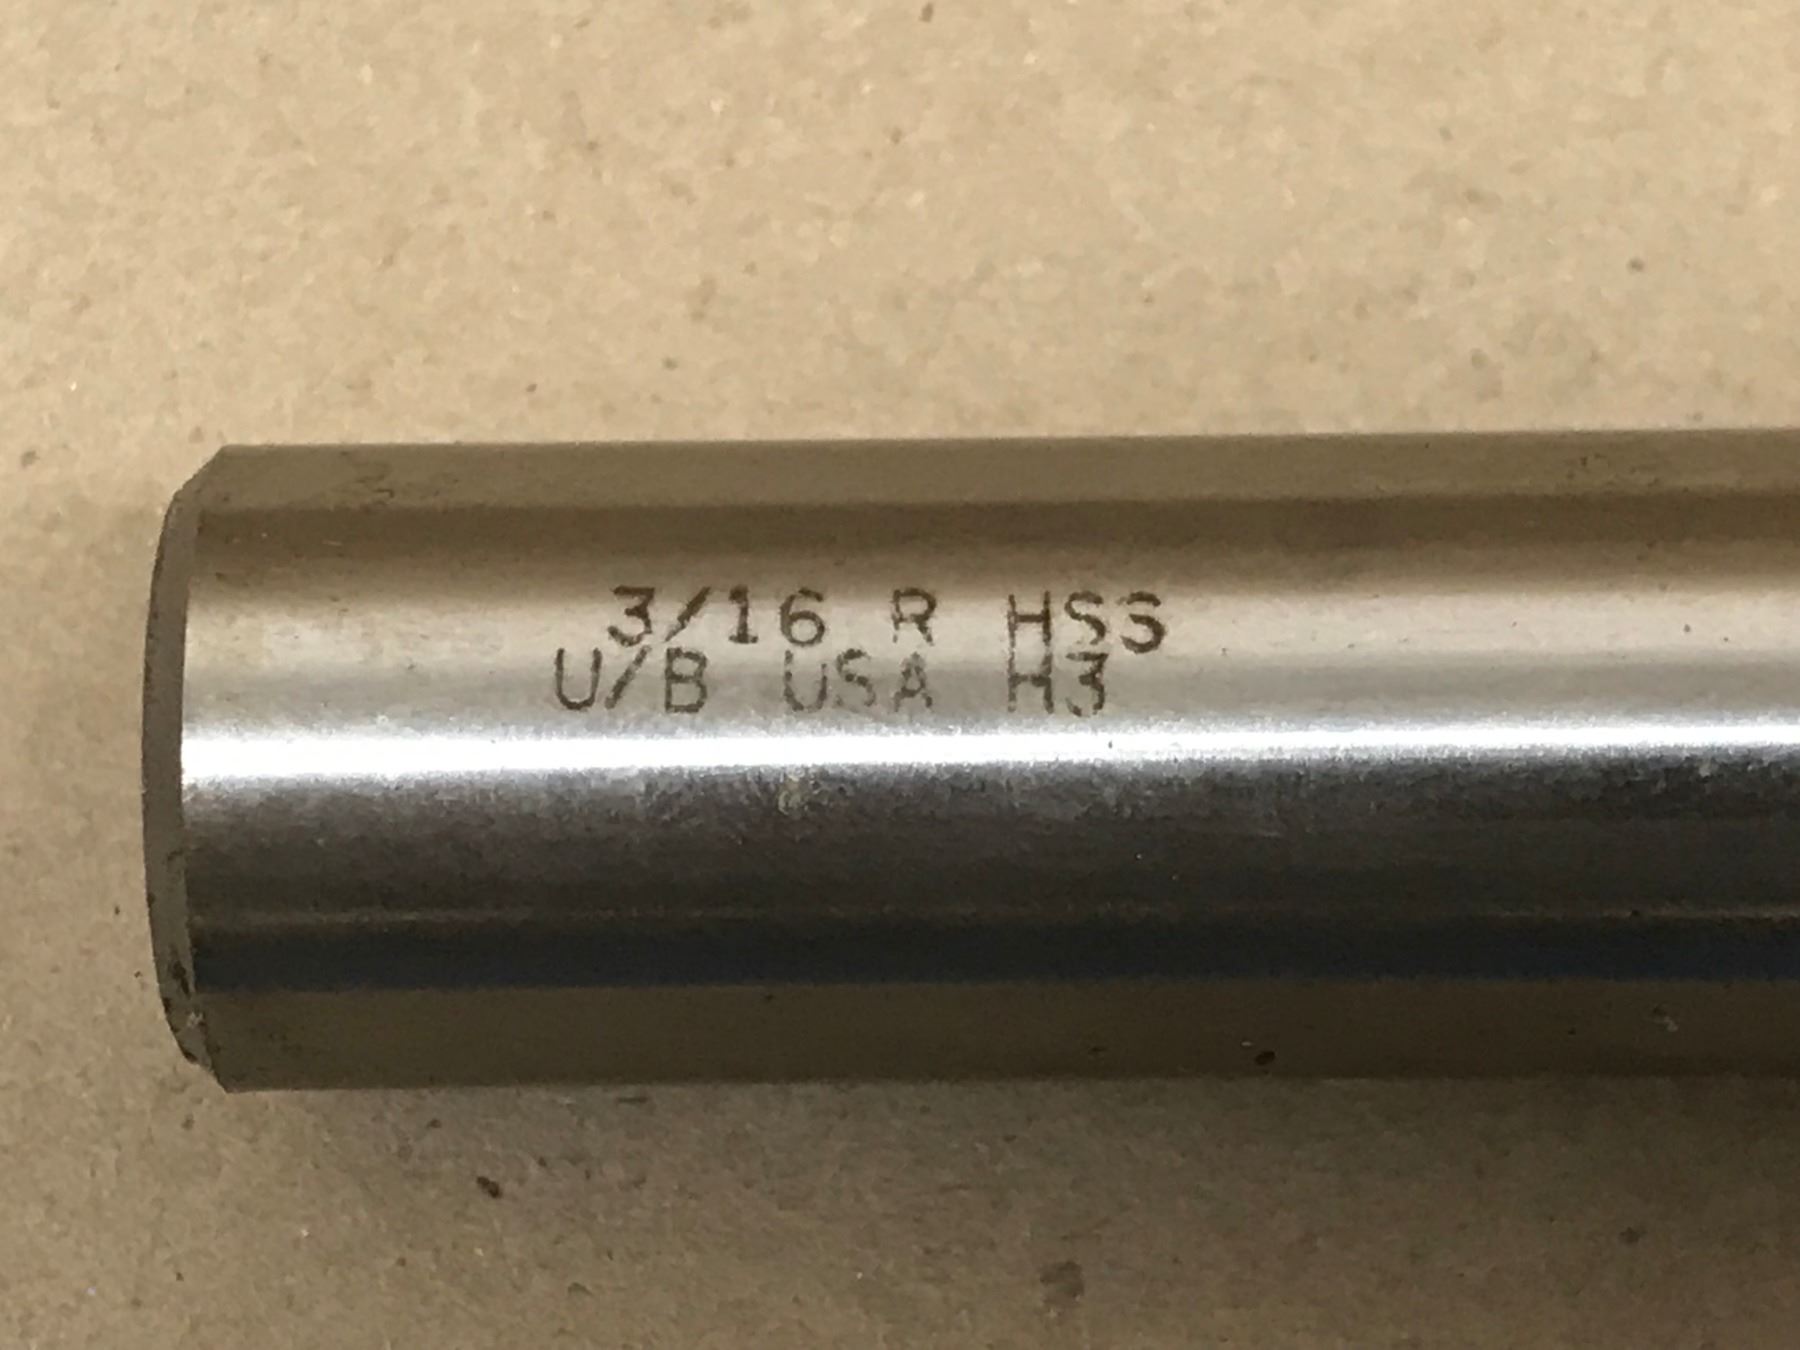 3/16 R HSS
U/B USA H3